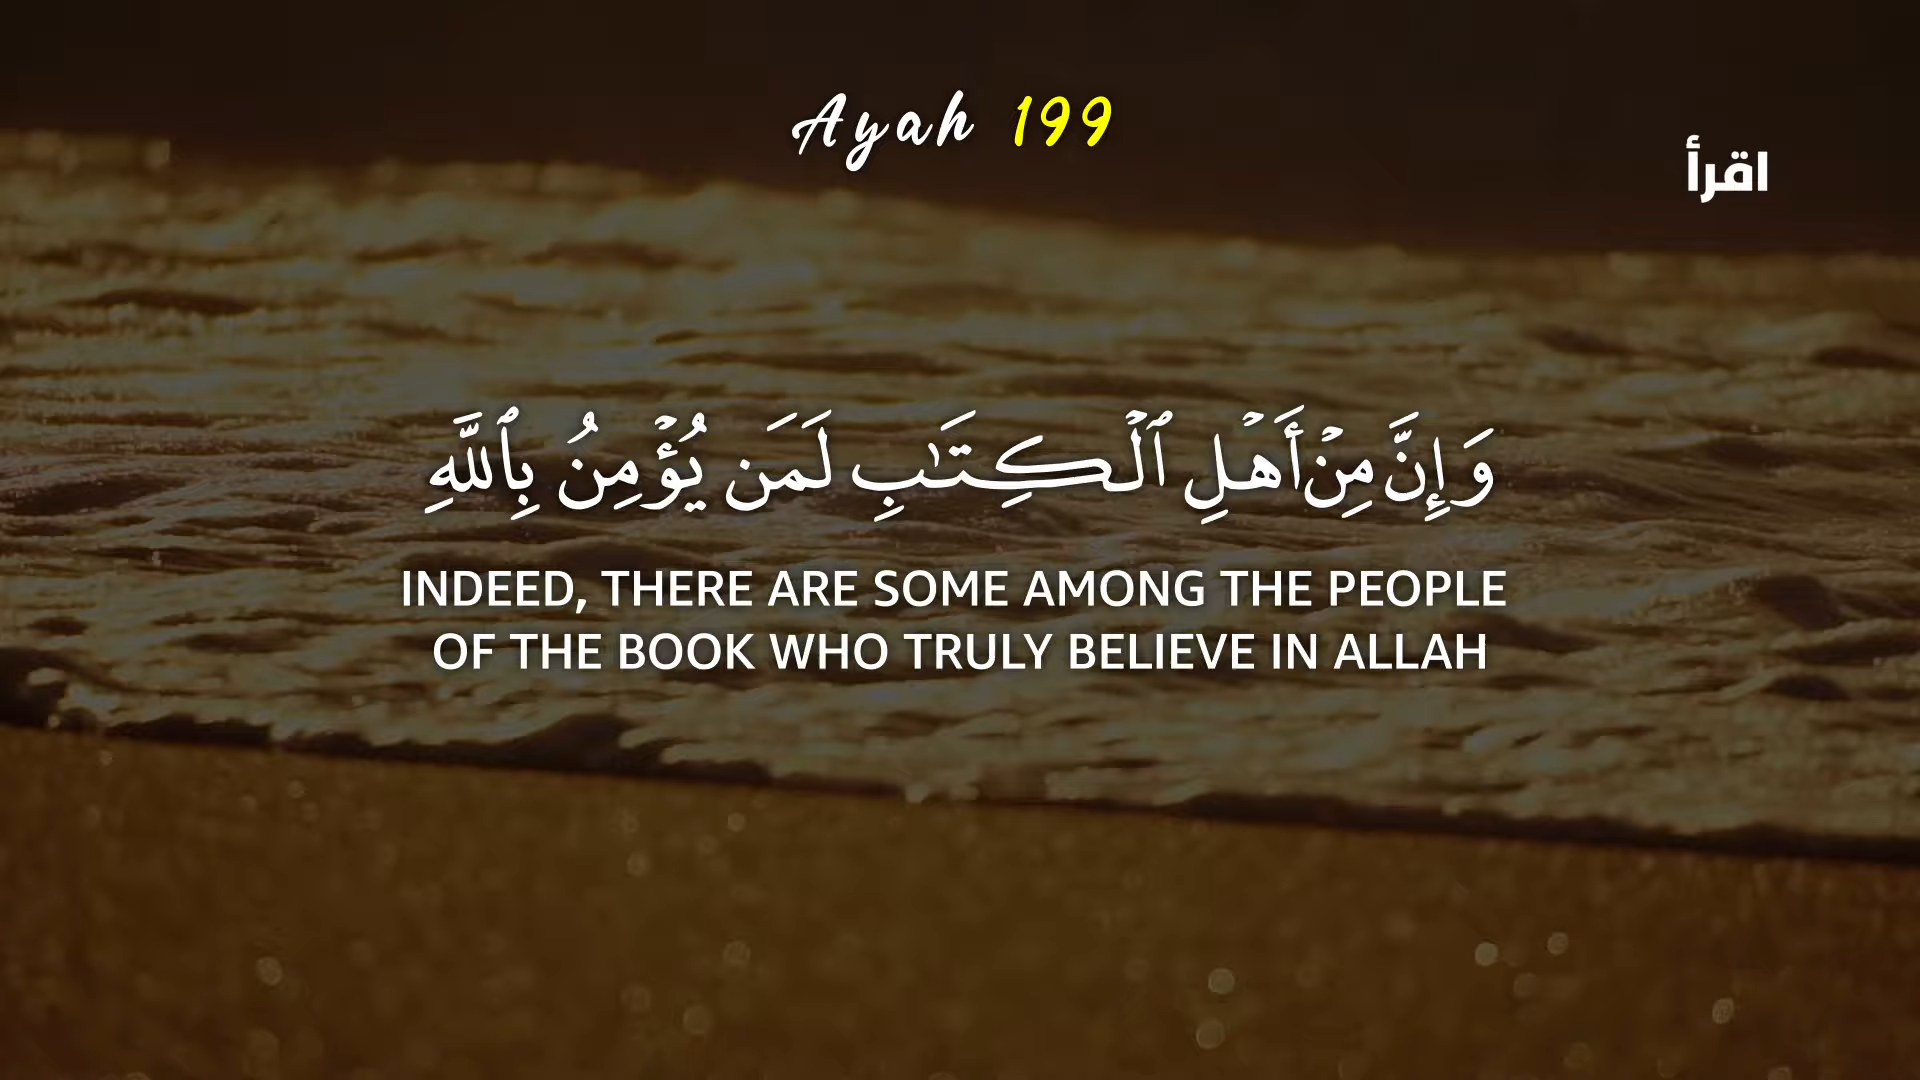 Ayah 199
اقرأ
وَإِنَّ مِنۡ أَهۡلِ ٱلۡكِتَٰبِ لَمَن يُؤۡمِنُ بِٱللَّهِ
INDEED, THERE ARE SOME AMONG THE PEOPLE
OF THE BOOK WHO TRULY BELIEVE IN ALLAH